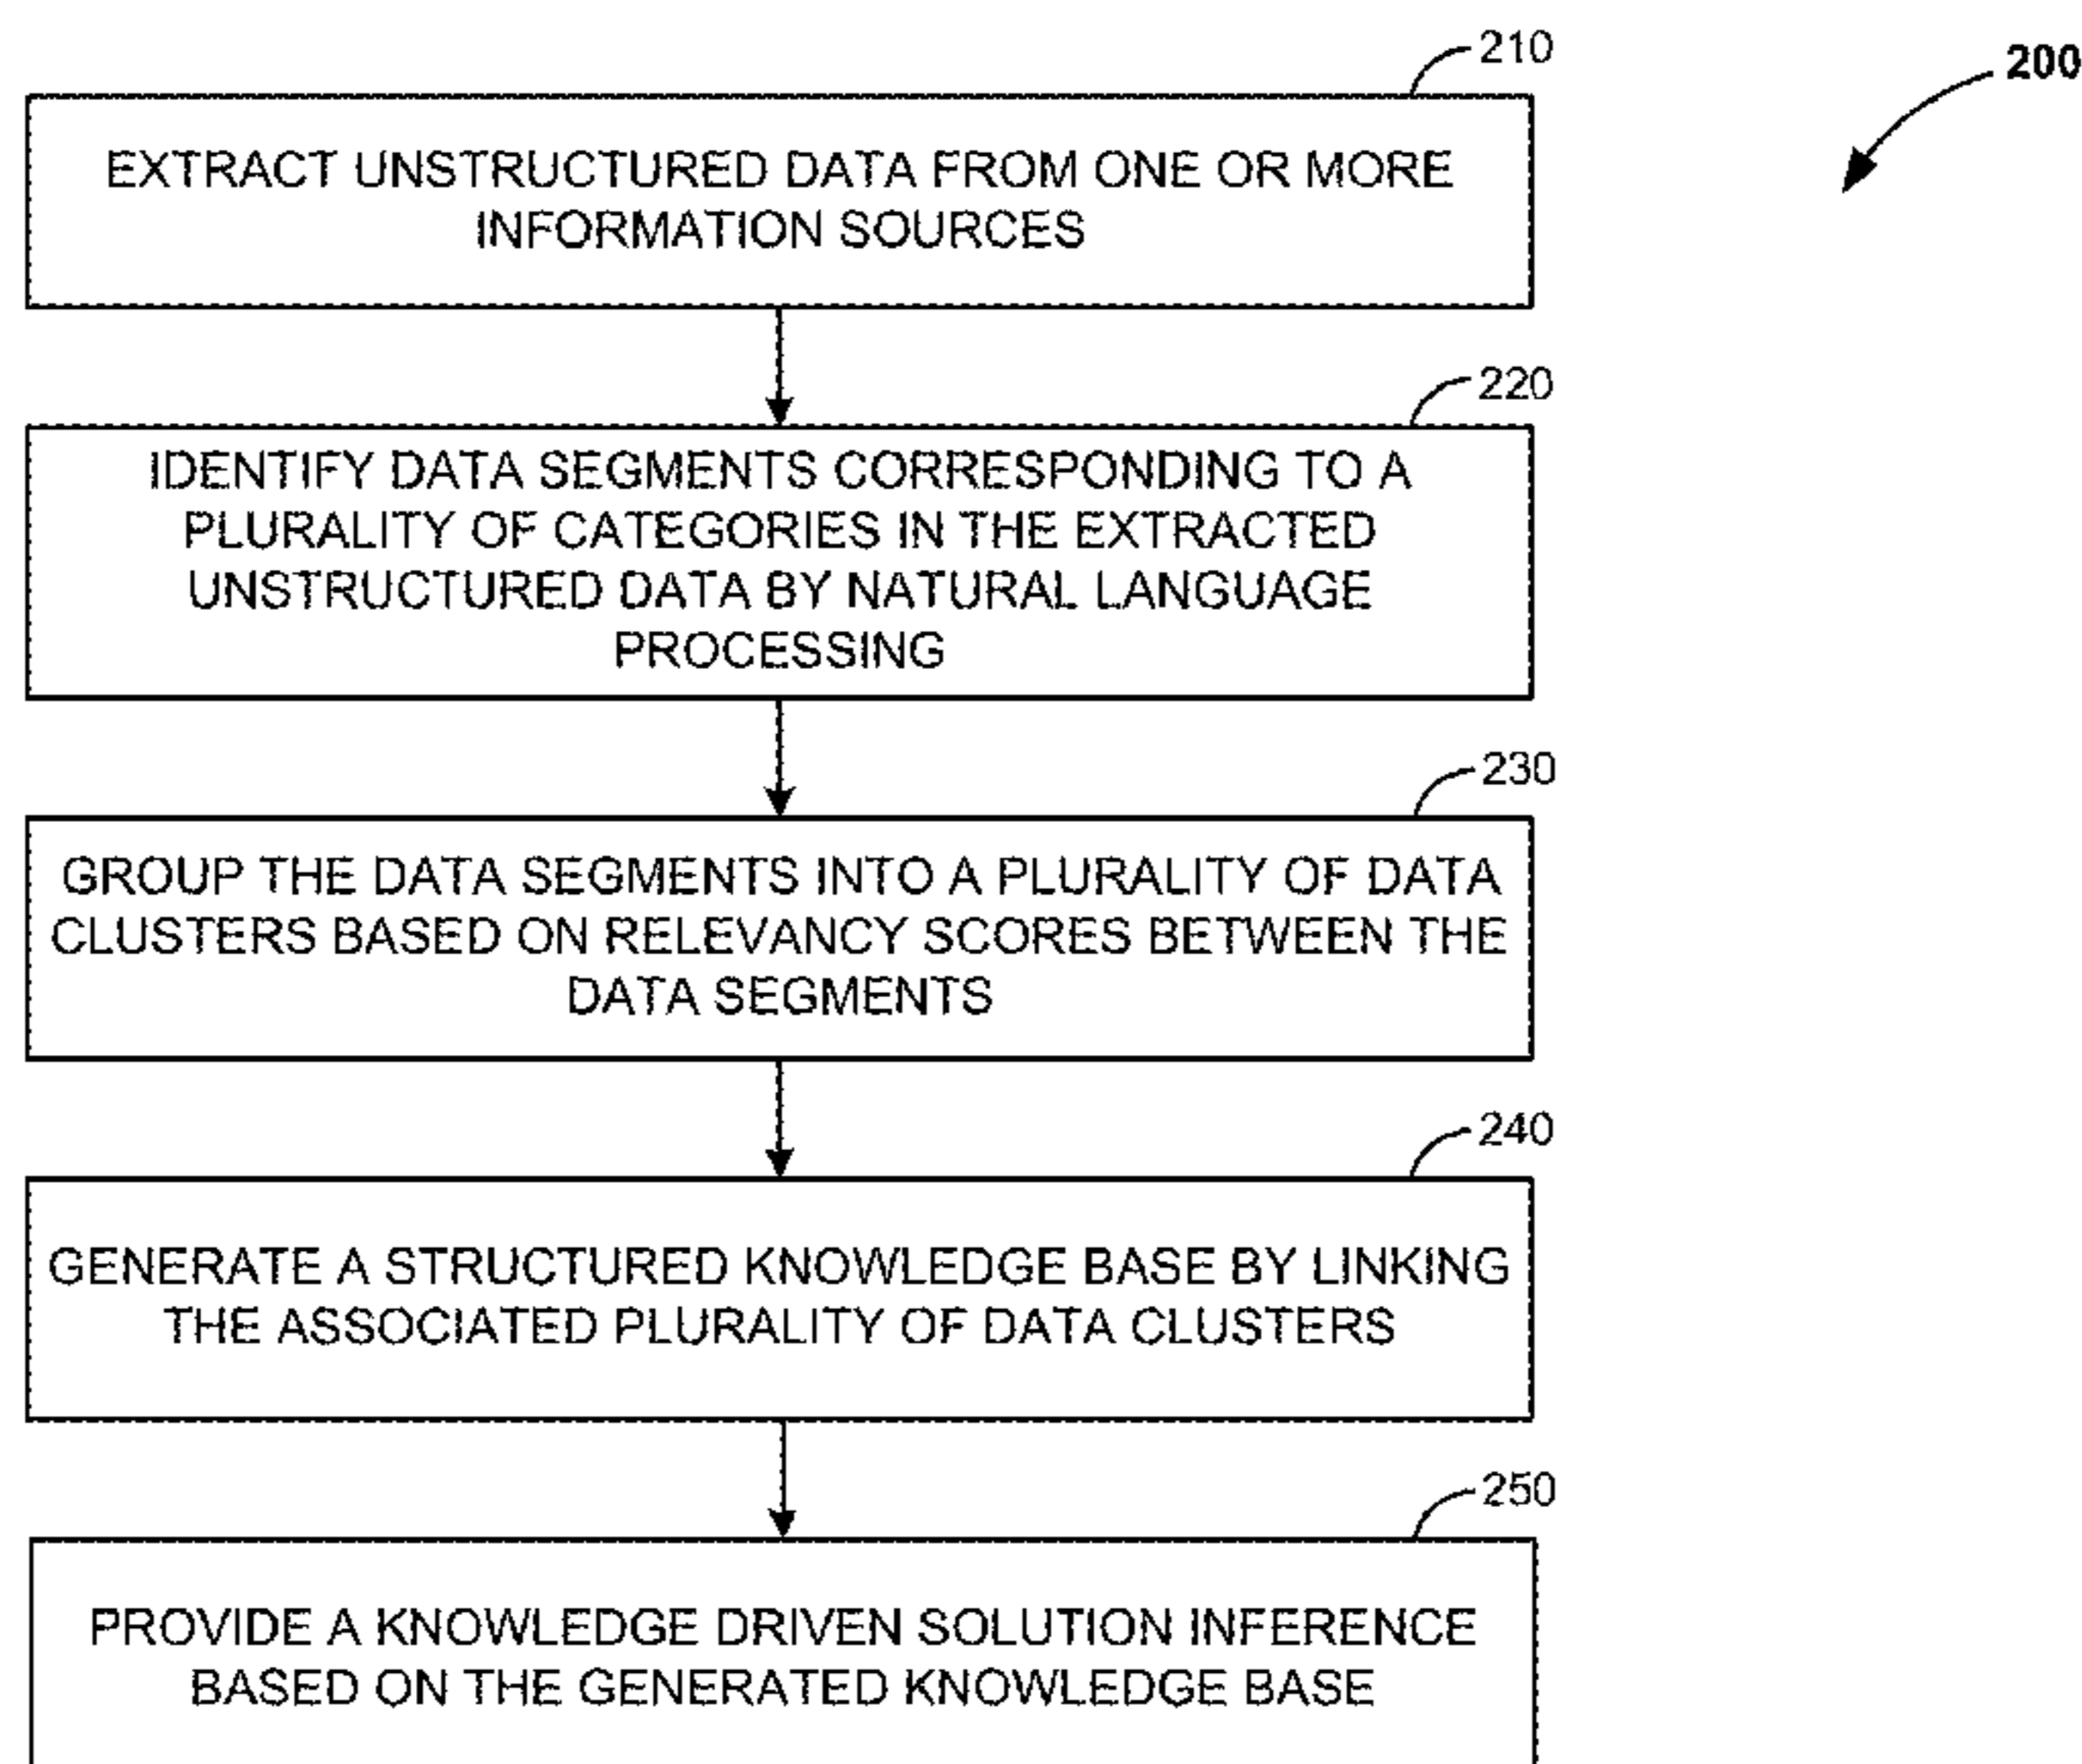 210
200
EXTRACT UNSTRUCTURED DATA FROM ONE OR MORE
INFORMATION SOURCES
220
IDENTIFY DATA SEGMENTS CORRESPONDING TO A
PLURALITY OF CATEGORIES IN THE EXTRACTED
UNSTRUCTURED DATA BY NATURAL LANGUAGE
PROCESSING
230
GROUP THE DATA SEGMENTS INTO A PLURALITY OF DATA
CLUSTERS BASED ON RELEVANCY SCORES BETWEEN THE
DATA SEGMENTS
240
GENERATE A STRUCTURED KNOWLEDGE BASE BY LINKING
THE ASSOCIATED PLURALITY OF DATA CLUSTERS
250
PROVIDE A KNOWLEDGE DRIVEN SOLUTION INFERENCE
BASED ON THE GENERATED KNOWLEDGE BASE